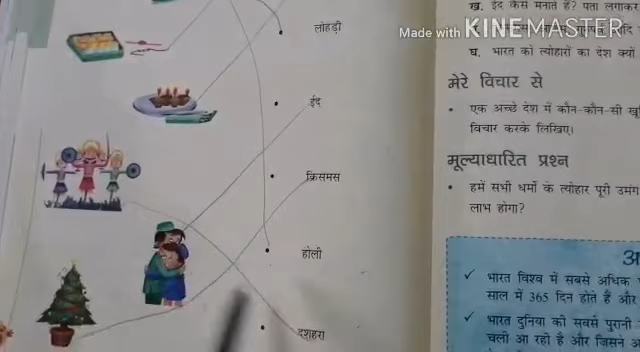 ख. ईद कैसे मनाते हैं? पता लगाकर
Made with KINEMASTER
लोहड़ी
घ. भारत को त्योहारों का देश क्यों
मेरे विचार से
ईद
• एक अच्छे देश में कौन-कौन-सी
विचार करके लिखिए।
मूल्याधारित प्रश्न
क्रिसमस
• हमें सभी धर्मों के त्योहार पूरी उमंग
लाभ होगा?
होली
✓ भारत विश्व में सबसे अधिक
साल में 365 दिन होते हैं और
✓ भारत दुनिया की सबसे पुरानी
दशहरा
चली आ रही है और जिसने